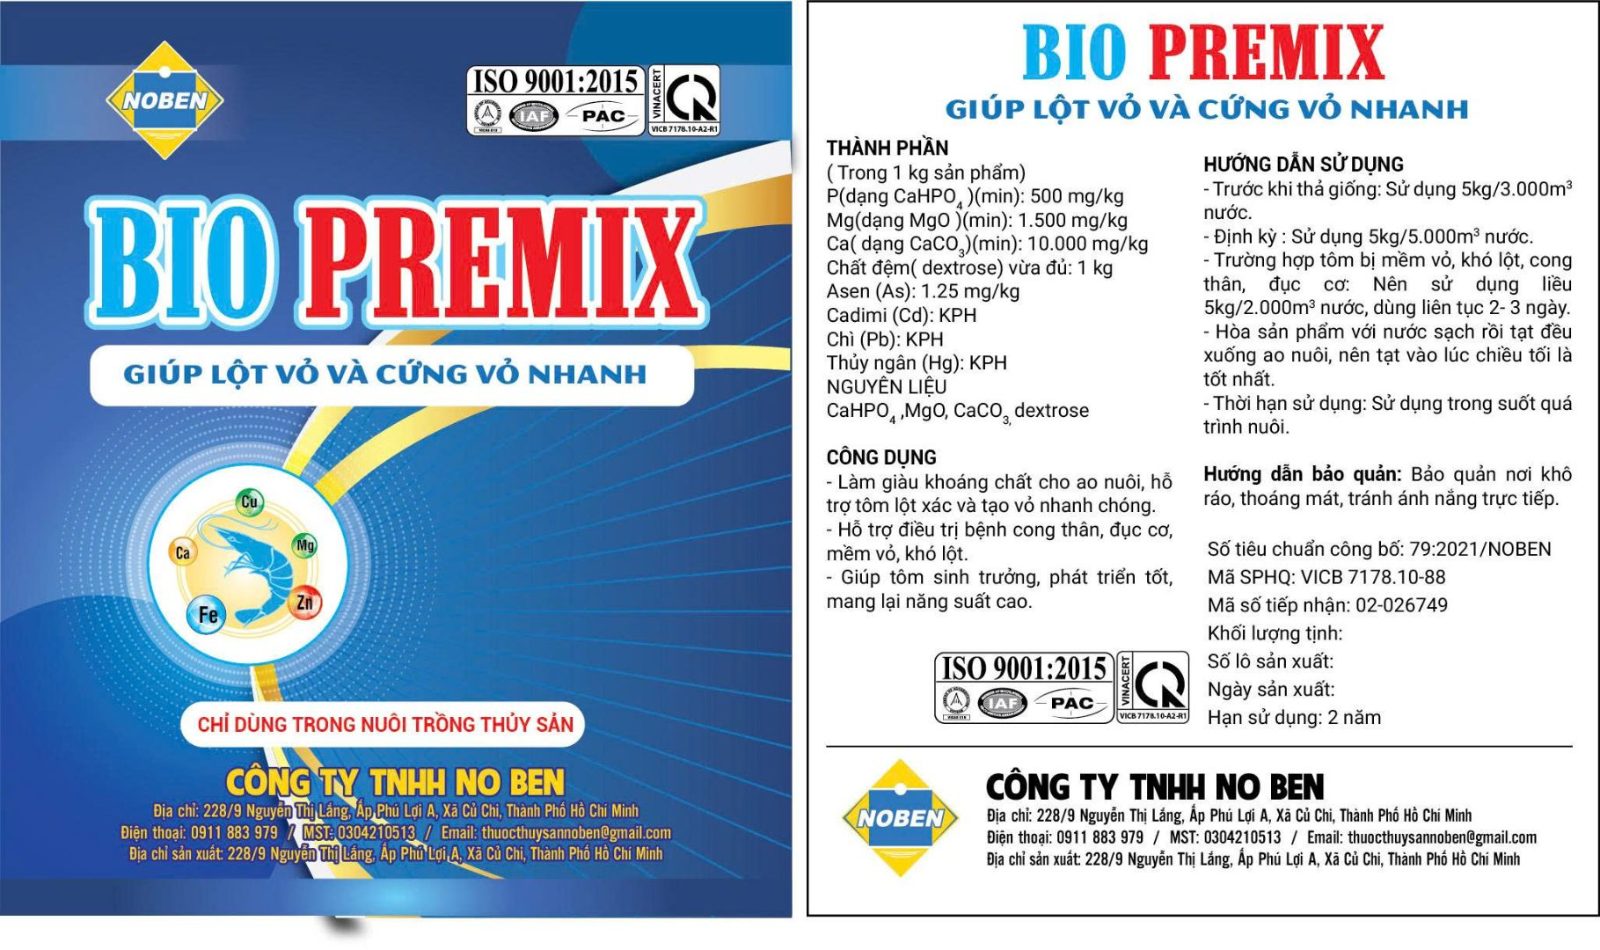 NOBEN
ISO 9001:2015
IAF
PAC
VINACERT
VICB 7178.10-A2-R1
BIO PREMIX
GIÚP LỘT VỎ VÀ CỨNG VỎ NHANH
Cu
Ca
Mg
Fe
Zn
CHỈ DÙNG TRONG NUÔI TRỒNG THỦY SẢN
CÔNG TY TNHH NO BEN
Địa chỉ: 228/9 Nguyễn Thị Lắng, Ấp Phú Lợi A, Xã Củ Chi, Thành Phố Hồ Chí Minh
Điện thoại: 0911 883 979 / MST: 0304210513 / Email: thuocthuysannoben@gmail.com
Địa chỉ sản xuất: 228/9 Nguyễn Thị Lắng, Ấp Phú Lợi A, Xã Củ Chi, Thành Phố Hồ Chí Minh
BIO PREMIX
GIÚP LỘT VỎ VÀ CỨNG VỎ NHANH
THÀNH PHẦN
( Trong 1 kg sản phẩm)
P(dạng CaHPO₄ )(min): 500 mg/kg
Mg(dạng MgO )(min): 1.500 mg/kg
Ca( dạng CaCO₃)(min): 10.000 mg/kg
Chất đệm( dextrose) vừa đủ: 1 kg
Asen (As): 1.25 mg/kg
Cadimi (Cd): KPH
Chì (Pb): KPH
Thủy ngân (Hg): KPH
NGUYÊN LIỆU
CaHPO₄ ,MgO, CaCO₃, dextrose
CÔNG DỤNG
- Làm giàu khoáng chất cho ao nuôi, hỗ
trợ tôm lột xác và tạo vỏ nhanh chóng.
- Hỗ trợ điều trị bệnh cong thân, đục cơ,
mềm vỏ, khó lột.
- Giúp tôm sinh trưởng, phát triển tốt,
mang lại năng suất cao.
HƯỚNG DẪN SỬ DỤNG
- Trước khi thả giống: Sử dụng 5kg/3.000m³
nước.
- Định kỳ : Sử dụng 5kg/5.000m³ nước.
- Trường hợp tôm bị mềm vỏ, khó lột, cong
thân, đục cơ: Nên sử dụng liều
5kg/2.000m³ nước, dùng liên tục 2- 3 ngày.
- Hòa sản phẩm với nước sạch rồi tạt đều
xuống ao nuôi, nên tạt vào lúc chiều tối là
tốt nhất.
- Thời hạn sử dụng: Sử dụng trong suốt quá
trình nuôi.
Hướng dẫn bảo quản: Bảo quản nơi khô
ráo, thoáng mát, tránh ánh nắng trực tiếp.
Số tiêu chuẩn công bố: 79:2021/NOBEN
Mã SPHQ: VICB 7178.10-88
Mã số tiếp nhận: 02-026749
Khối lượng tịnh:
Số lô sản xuất:
Ngày sản xuất:
Hạn sử dụng: 2 năm
ISO 9001:2015
IAF
PAC
VINACERT
VICB 7178.10-A2-R1
NOBEN
CÔNG TY TNHH NO BEN
Địa chỉ: 228/9 Nguyễn Thị Lắng, Ấp Phú Lợi A, Xã Củ Chi, Thành Phố Hồ Chí Minh
Điện thoại: 0911 883 979 / MST: 0304210513 / Email: thuocthuysannoben@gmail.com
Địa chỉ sản xuất: 228/9 Nguyễn Thị Lắng, Ấp Phú Lợi A, Xã Củ Chi, Thành Phố Hồ Chí Minh